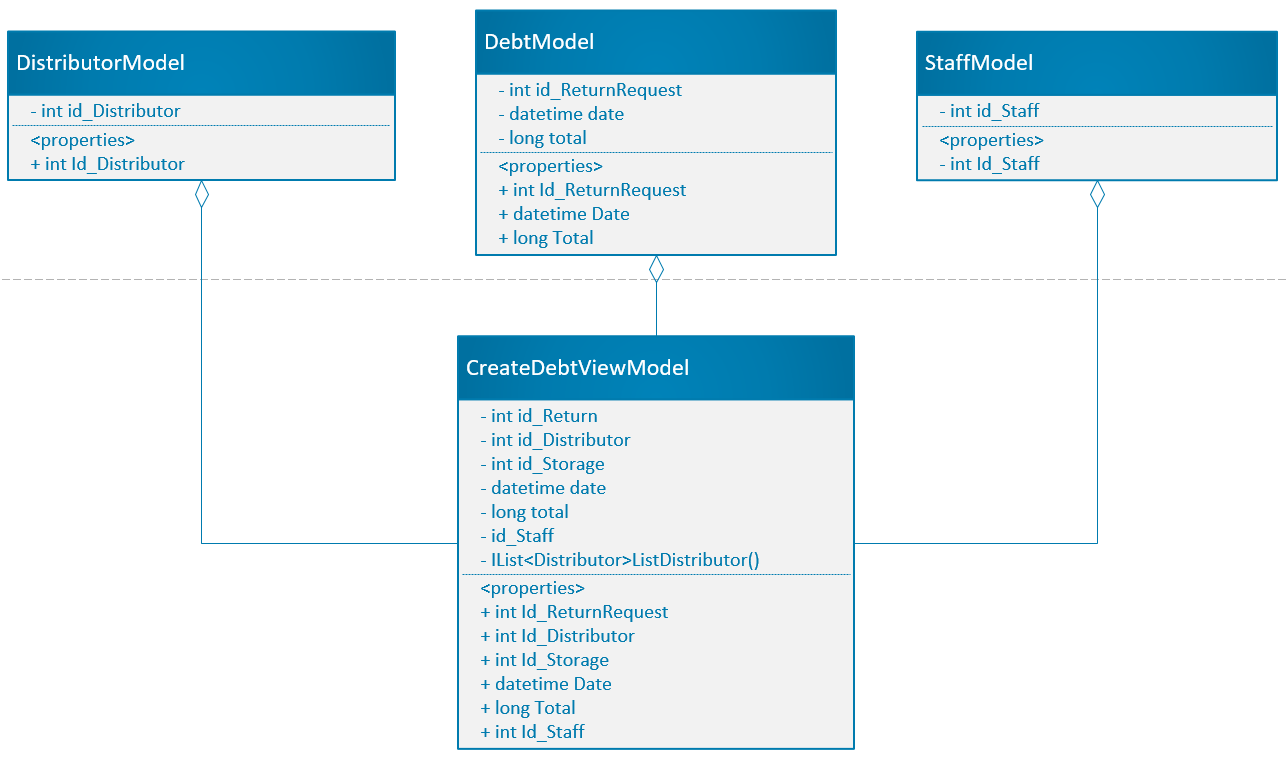 DistributorModel
- int id_Distributor
<properties>
+ int Id_Distributor
DebtModel
- int id_ReturnRequest
- datetime date
- long total
<properties>
+ int Id_ReturnRequest
+ datetime Date
+ long Total
StaffModel
- int id_Staff
<properties>
- int Id_Staff
CreateDebtViewModel
- int id_Return
- int id_Distributor
- int id_Storage
- datetime date
- long total
- id_Staff
- IList<Distributor>ListDistributor()
<properties>
+ int Id_ReturnRequest
+ int Id_Distributor
+ int Id_Storage
+ datetime Date
+ long Total
+ int Id_Staff